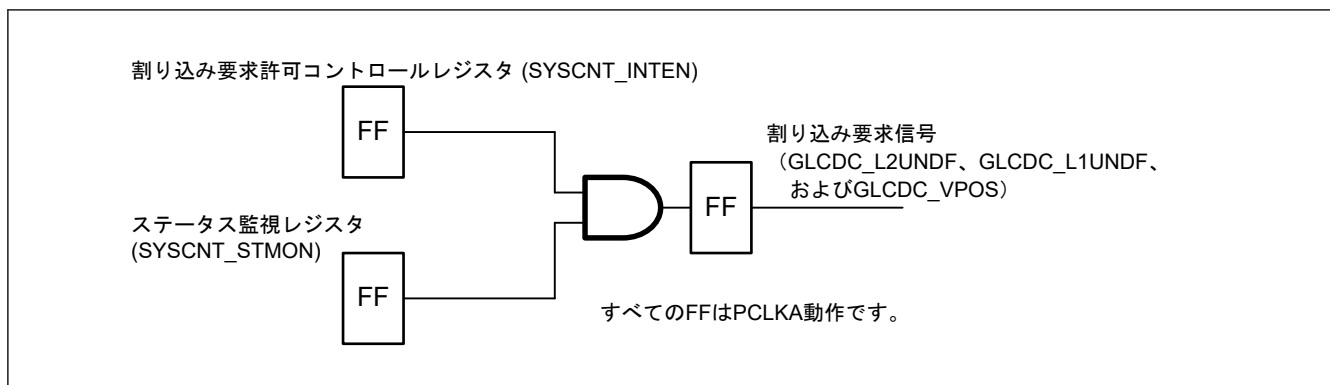 割り込み要求許可コントロールレジスタ (SYSCNT_INTEN)
FF
割り込み要求信号
（GLCDC_L2UNDF、GLCDC_L1UNDF、
およびGLCDC_VPOS）
FF
ステータス監視レジスタ
(SYSCNT_STMON)
FF
すべてのFFはPCLKA動作です。